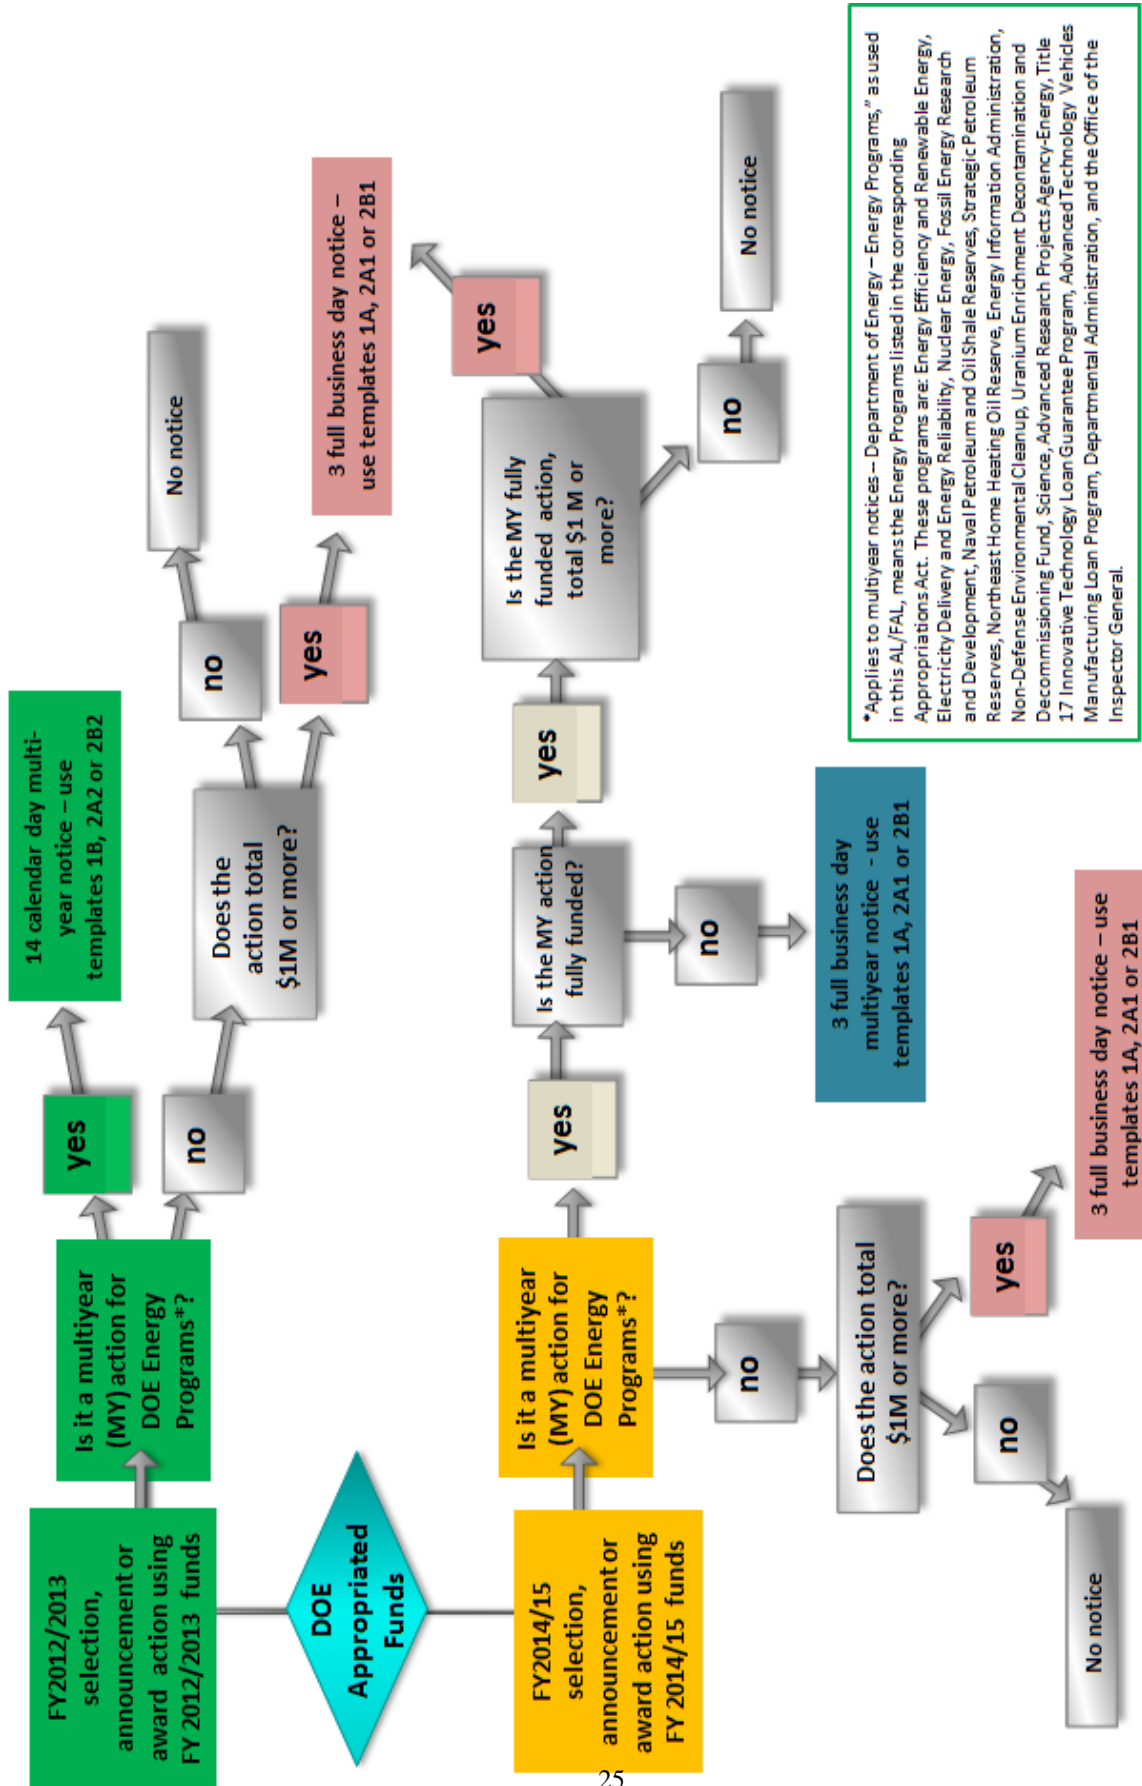 FY2012/2013
selection,
announcement or
award action using
FY 2012/2013 funds
Is it a multiyear
(MY) action for
DOE Energy
Programs*?
yes
14 calendar day multi-
year notice – use
templates 1B, 2A2 or 2B2
no
Does the
action total
$1M or more?
no
No notice
yes
3 full business day notice –
use templates 1A, 2A1 or 2B1
DOE
Appropriated
Funds
FY2014/15
selection,
announcement or
award action using
FY 2014/15 funds
Is it a multiyear
(MY) action for
DOE Energy
Programs*?
yes
Is the MY action
fully funded?
yes
Is the MY fully
funded action,
total $1 M or
more?
yes
no
No notice
no
3 full business day
multiyear notice - use
templates 1A, 2A1 or 2B1
no
Does the action total
$1M or more?
yes
3 full business day notice – use
templates 1A, 2A1 or 2B1
no
No notice
*Applies to multiyear notices – Department of Energy – Energy Programs,” as used
in this AL/FAL, means the Energy Programs listed in the corresponding
Appropriations Act. These programs are: Energy Efficiency and Renewable Energy,
Electricity Delivery and Energy Reliability, Nuclear Energy, Fossil Energy Research
and Development, Naval Petroleum and Oil Shale Reserves, Strategic Petroleum
Reserves, Northeast Home Heating Oil Reserve, Energy Information Administration,
Non-Defense Environmental Cleanup, Uranium Enrichment Decontamination and
Decommissioning Fund, Science, Advanced Research Projects Agency-Energy, Title
17 Innovative Technology Loan Guarantee Program, Advanced Technology Vehicles
Manufacturing Loan Program, Departmental Administration, and the Office of the
Inspector General.
25